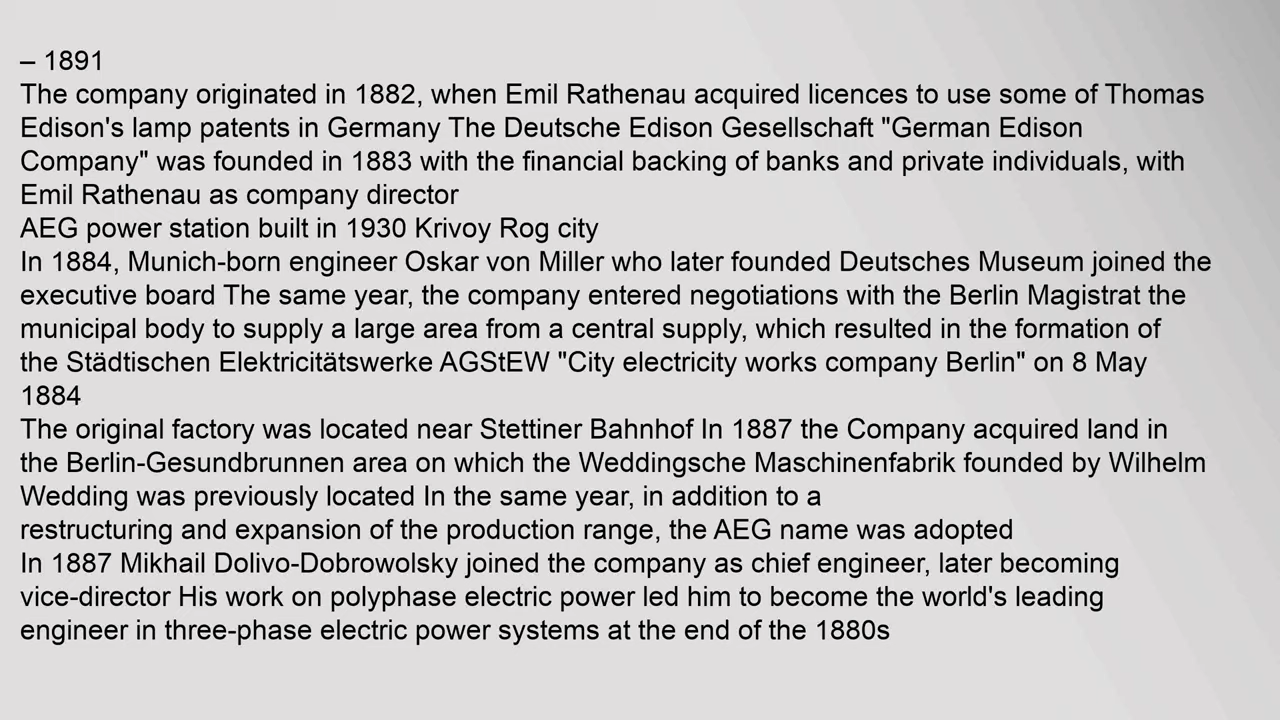 – 1891
The company originated in 1882, when Emil Rathenau acquired licences to use some of Thomas
Edison's lamp patents in Germany The Deutsche Edison Gesellschaft "German Edison
Company" was founded in 1883 with the financial backing of banks and private individuals, with
Emil Rathenau as company director
AEG power station built in 1930 Krivoy Rog city
In 1884, Munich-born engineer Oskar von Miller who later founded Deutsches Museum joined the
executive board The same year, the company entered negotiations with the Berlin Magistrat the
municipal body to supply a large area from a central supply, which resulted in the formation of
the Städtischen Elektricitätswerke AGStEW "City electricity works company Berlin" on 8 May
1884
The original factory was located near Stettiner Bahnhof In 1887 the Company acquired land in
the Berlin-Gesundbrunnen area on which the Weddingsche Maschinenfabrik founded by Wilhelm
Wedding was previously located In the same year, in addition to a
restructuring and expansion of the production range, the AEG name was adopted
In 1887 Mikhail Dolivo-Dobrowolsky joined the company as chief engineer, later becoming
vice-director His work on polyphase electric power led him to become the world's leading
engineer in three-phase electric power systems at the end of the 1880s